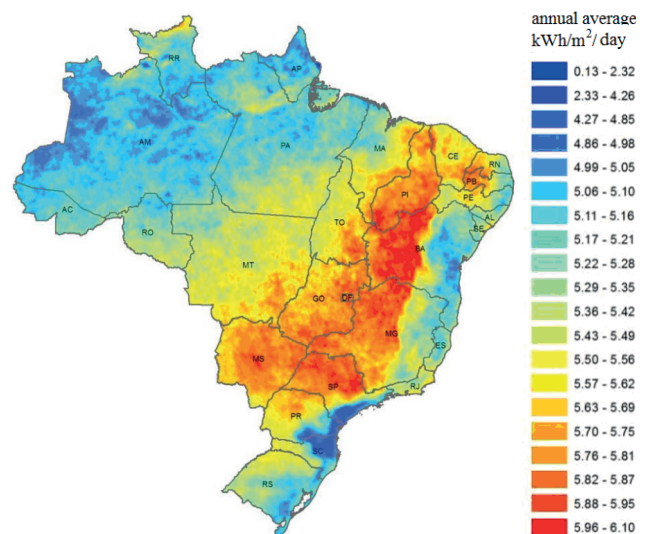 annual average
kWh/m²/ day
0.13 - 2.32
2.33 - 4.26
4.27 - 4.85
4.86 - 4.98
4.99 - 5.05
5.06 - 5.10
5.11 - 5.16
5.17 - 5.21
5.22 - 5.28
5.29 - 5.35
5.36 - 5.42
5.43 - 5.49
5.50 - 5.56
5.57 - 5.62
5.63 - 5.69
5.70 - 5.75
5.76 - 5.81
5.82 - 5.87
5.88 - 5.95
5.96 - 6.10
RR
AP
AM
PA
MA
CE
RN
PB
PE
PI
AL
SE
AC
RO
TO
BA
MT
GO
DF
MG
ES
MS
SP
RJ
PR
SC
RS